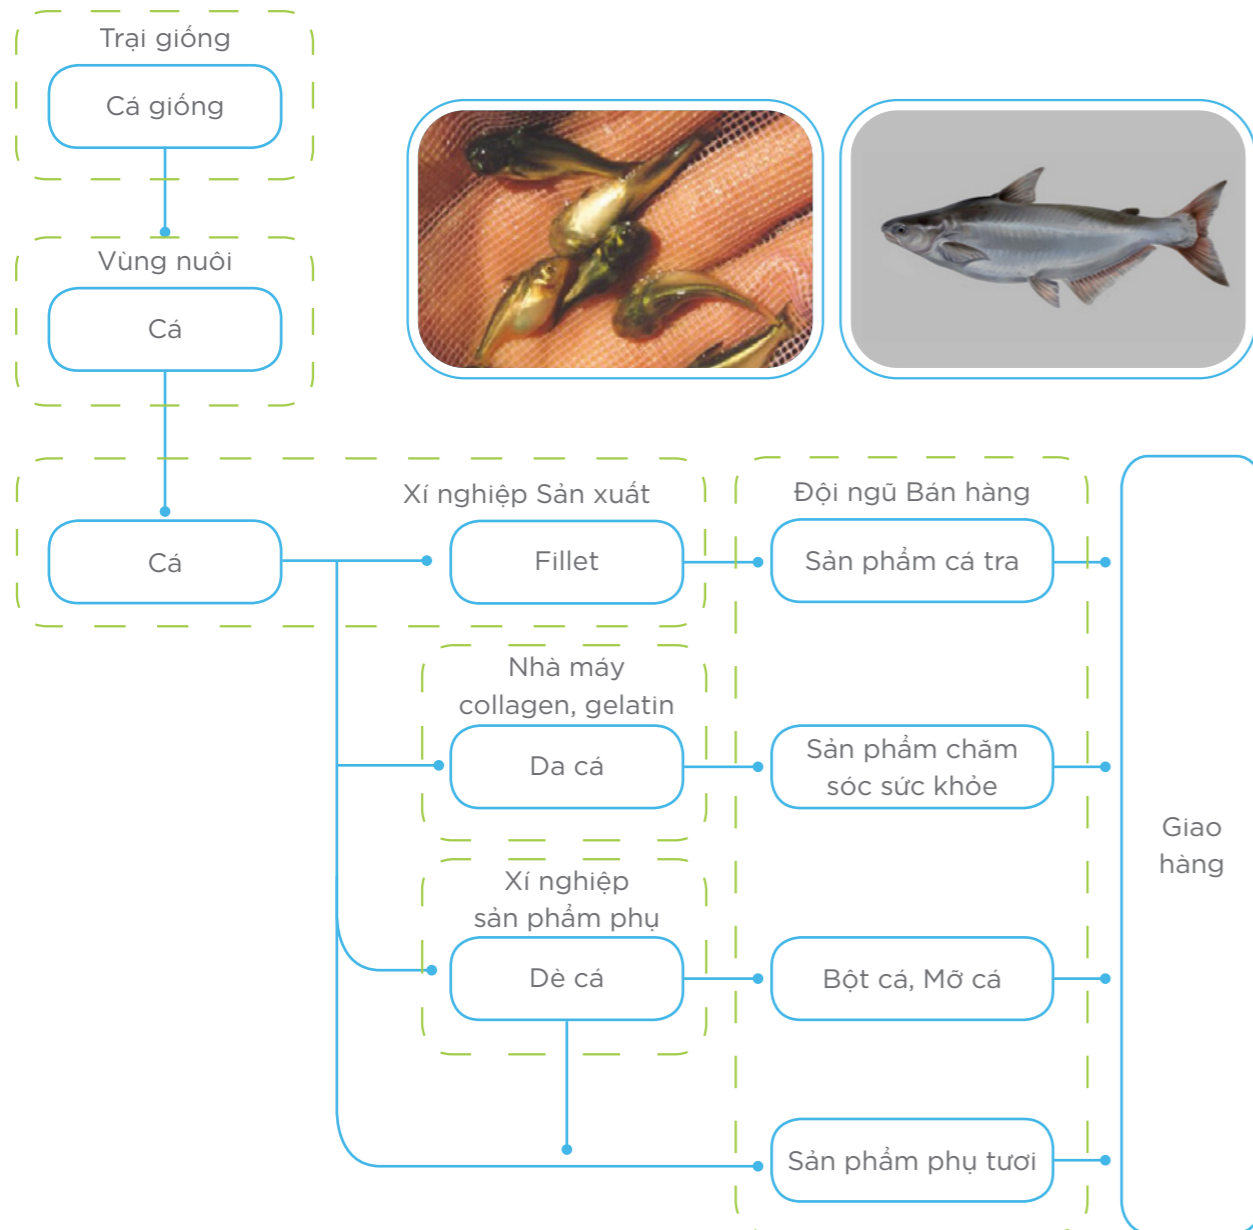 Trại giống
Cá giống
Vùng nuôi
Cá
Xí nghiệp Sản xuất
Cá
Fillet
Đội ngũ Bán hàng
Sản phẩm cá tra
Nhà máy
collagen, gelatin
Da cá
Sản phẩm chăm
sóc sức khỏe
Xí nghiệp
sản phẩm phụ
Dè cá
Bột cá, Mỡ cá
Sản phẩm phụ tươi
Giao
hàng